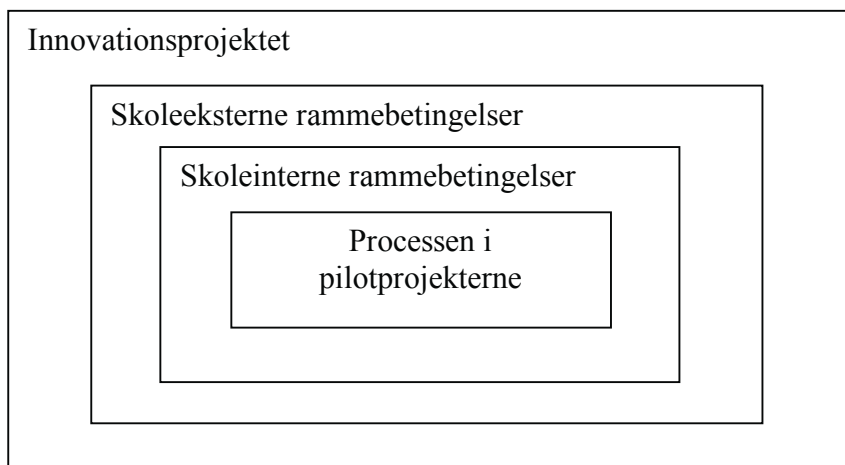 Innovationsprojektet
Skoleeksterne rammebetingelser
Skoleinterne rammebetingelser
Processen i
pilotprojekterne